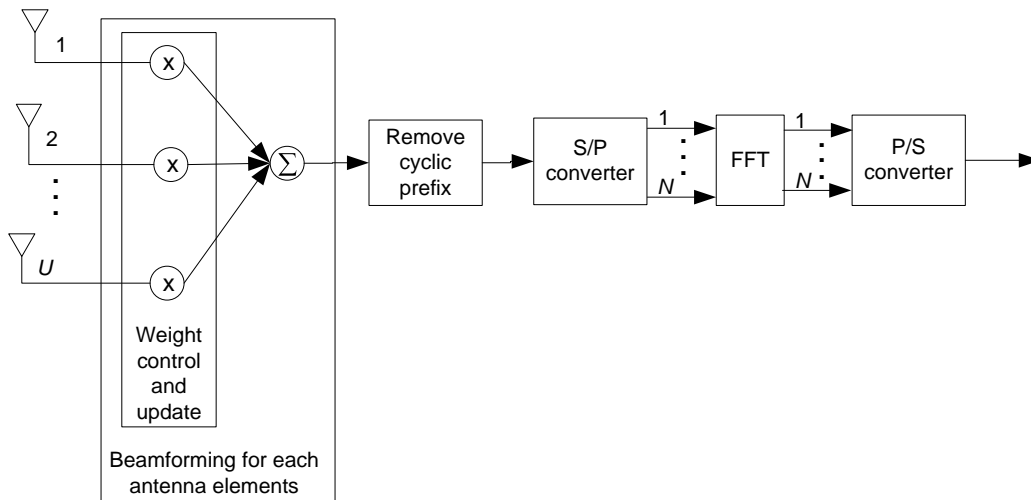 1
x
2
x
U
x
Σ
Weight
control
and
update
Beamforming for each
antenna elements
Remove
cyclic
prefix
S/P
converter
1
N
FFT
1
N
P/S
converter